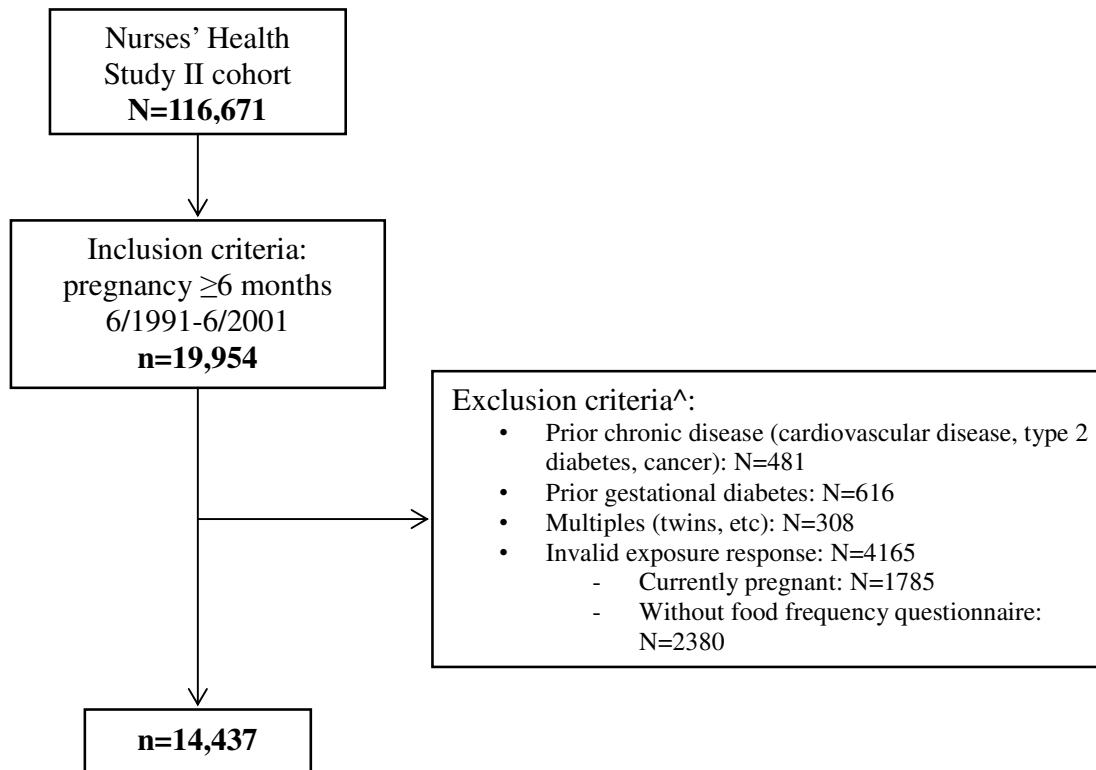 Nurses’ Health
Study II cohort
N=116,671
Inclusion criteria:
pregnancy ≥6 months
6/1991-6/2001
n=19,954
Exclusion criteria^:
• Prior chronic disease (cardiovascular disease, type 2
diabetes, cancer): N=481
• Prior gestational diabetes: N=616
• Multiples (twins, etc): N=308
• Invalid exposure response: N=4165
- Currently pregnant: N=1785
- Without food frequency questionnaire:
N=2380
n=14,437